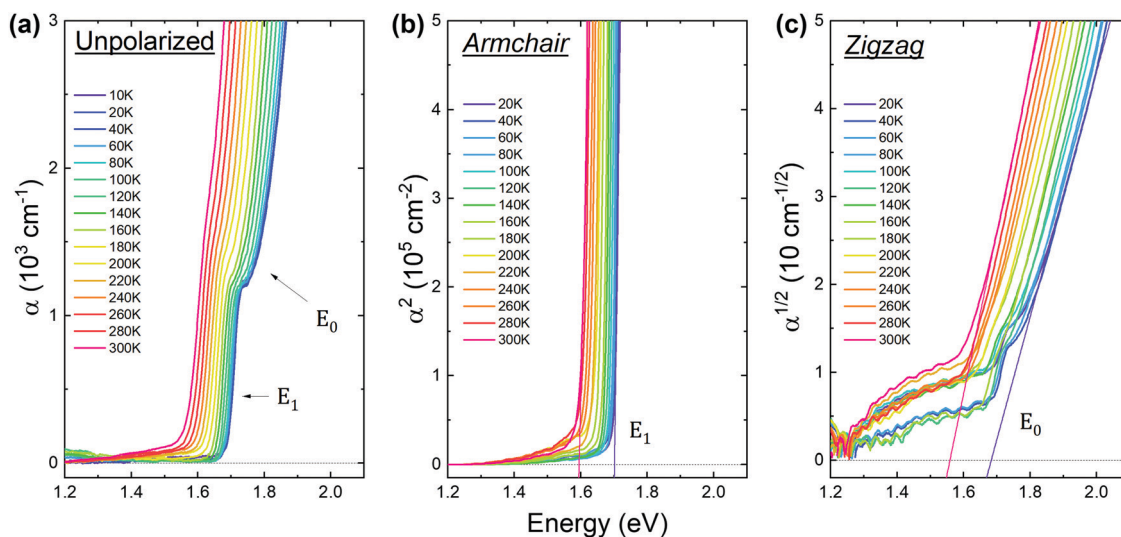 (a)
Unpolarized
10K
20K
40K
60K
80K
100K
120K
140K
160K
180K
200K
220K
240K
260K
280K
300K
E0
E1
α (10³ cm⁻¹)
3
2
1
0
1.2 1.4 1.6 1.8 2.0
(b)
Armchair
20K
40K
60K
80K
100K
120K
140K
160K
180K
200K
220K
240K
260K
280K
300K
E1
α² (10⁵ cm⁻²)
5
4
3
2
1
0
1.2 1.4 1.6 1.8 2.0
Energy (eV)
(c)
Zigzag
20K
40K
60K
80K
100K
120K
140K
160K
180K
200K
220K
240K
260K
280K
300K
E0
α^1/2 (10 cm^-1/2)
5
4
3
2
1
0
1.2 1.4 1.6 1.8 2.0